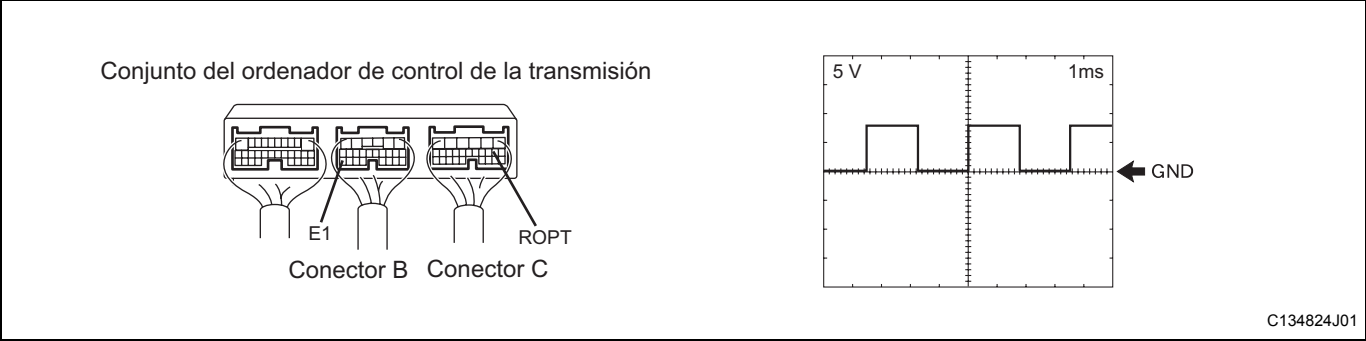 Conjunto del ordenador de control de la transmisión
E1
ROPT
Conector B
Conector C
5 V
1ms
GND
C134824J01